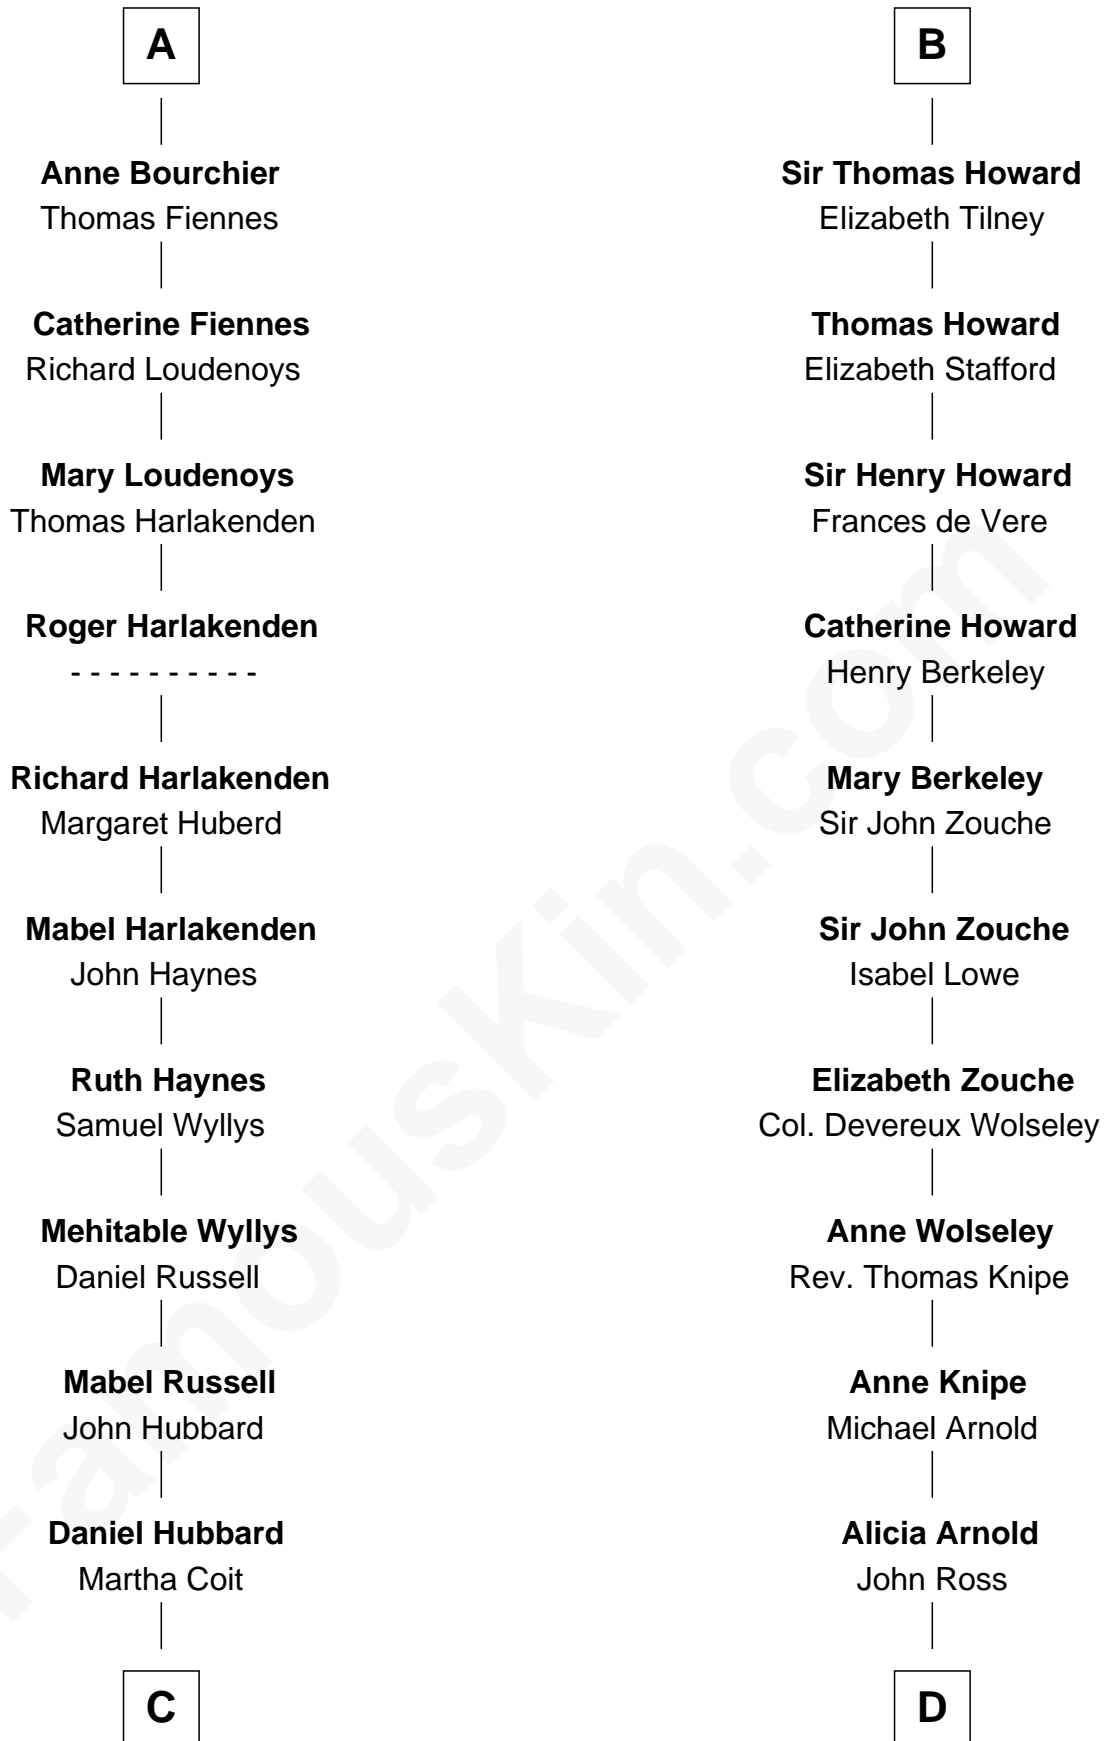 A
Anne Bourchier
Thomas Fiennes
Catherine Fiennes
Richard Loudenoys
Mary Loudenoys
Thomas Harlakenden
Roger Harlakenden
- - - - - - - - - -
Richard Harlakenden
Margaret Huberd
Mabel Harlakenden
John Haynes
Ruth Haynes
Samuel Wyllys
Mehitable Wyllys
Daniel Russell
Mabel Russell
John Hubbard
Daniel Hubbard
Martha Coit
C
B
Sir Thomas Howard
Elizabeth Tilney
Thomas Howard
Elizabeth Stafford
Sir Henry Howard
Frances de Vere
Catherine Howard
Henry Berkeley
Mary Berkeley
Sir John Zouche
Sir John Zouche
Isabel Lowe
Elizabeth Zouche
Col. Devereux Wolseley
Anne Wolseley
Rev. Thomas Knipe
Anne Knipe
Michael Arnold
Alicia Arnold
John Ross
D
FamousKin.com